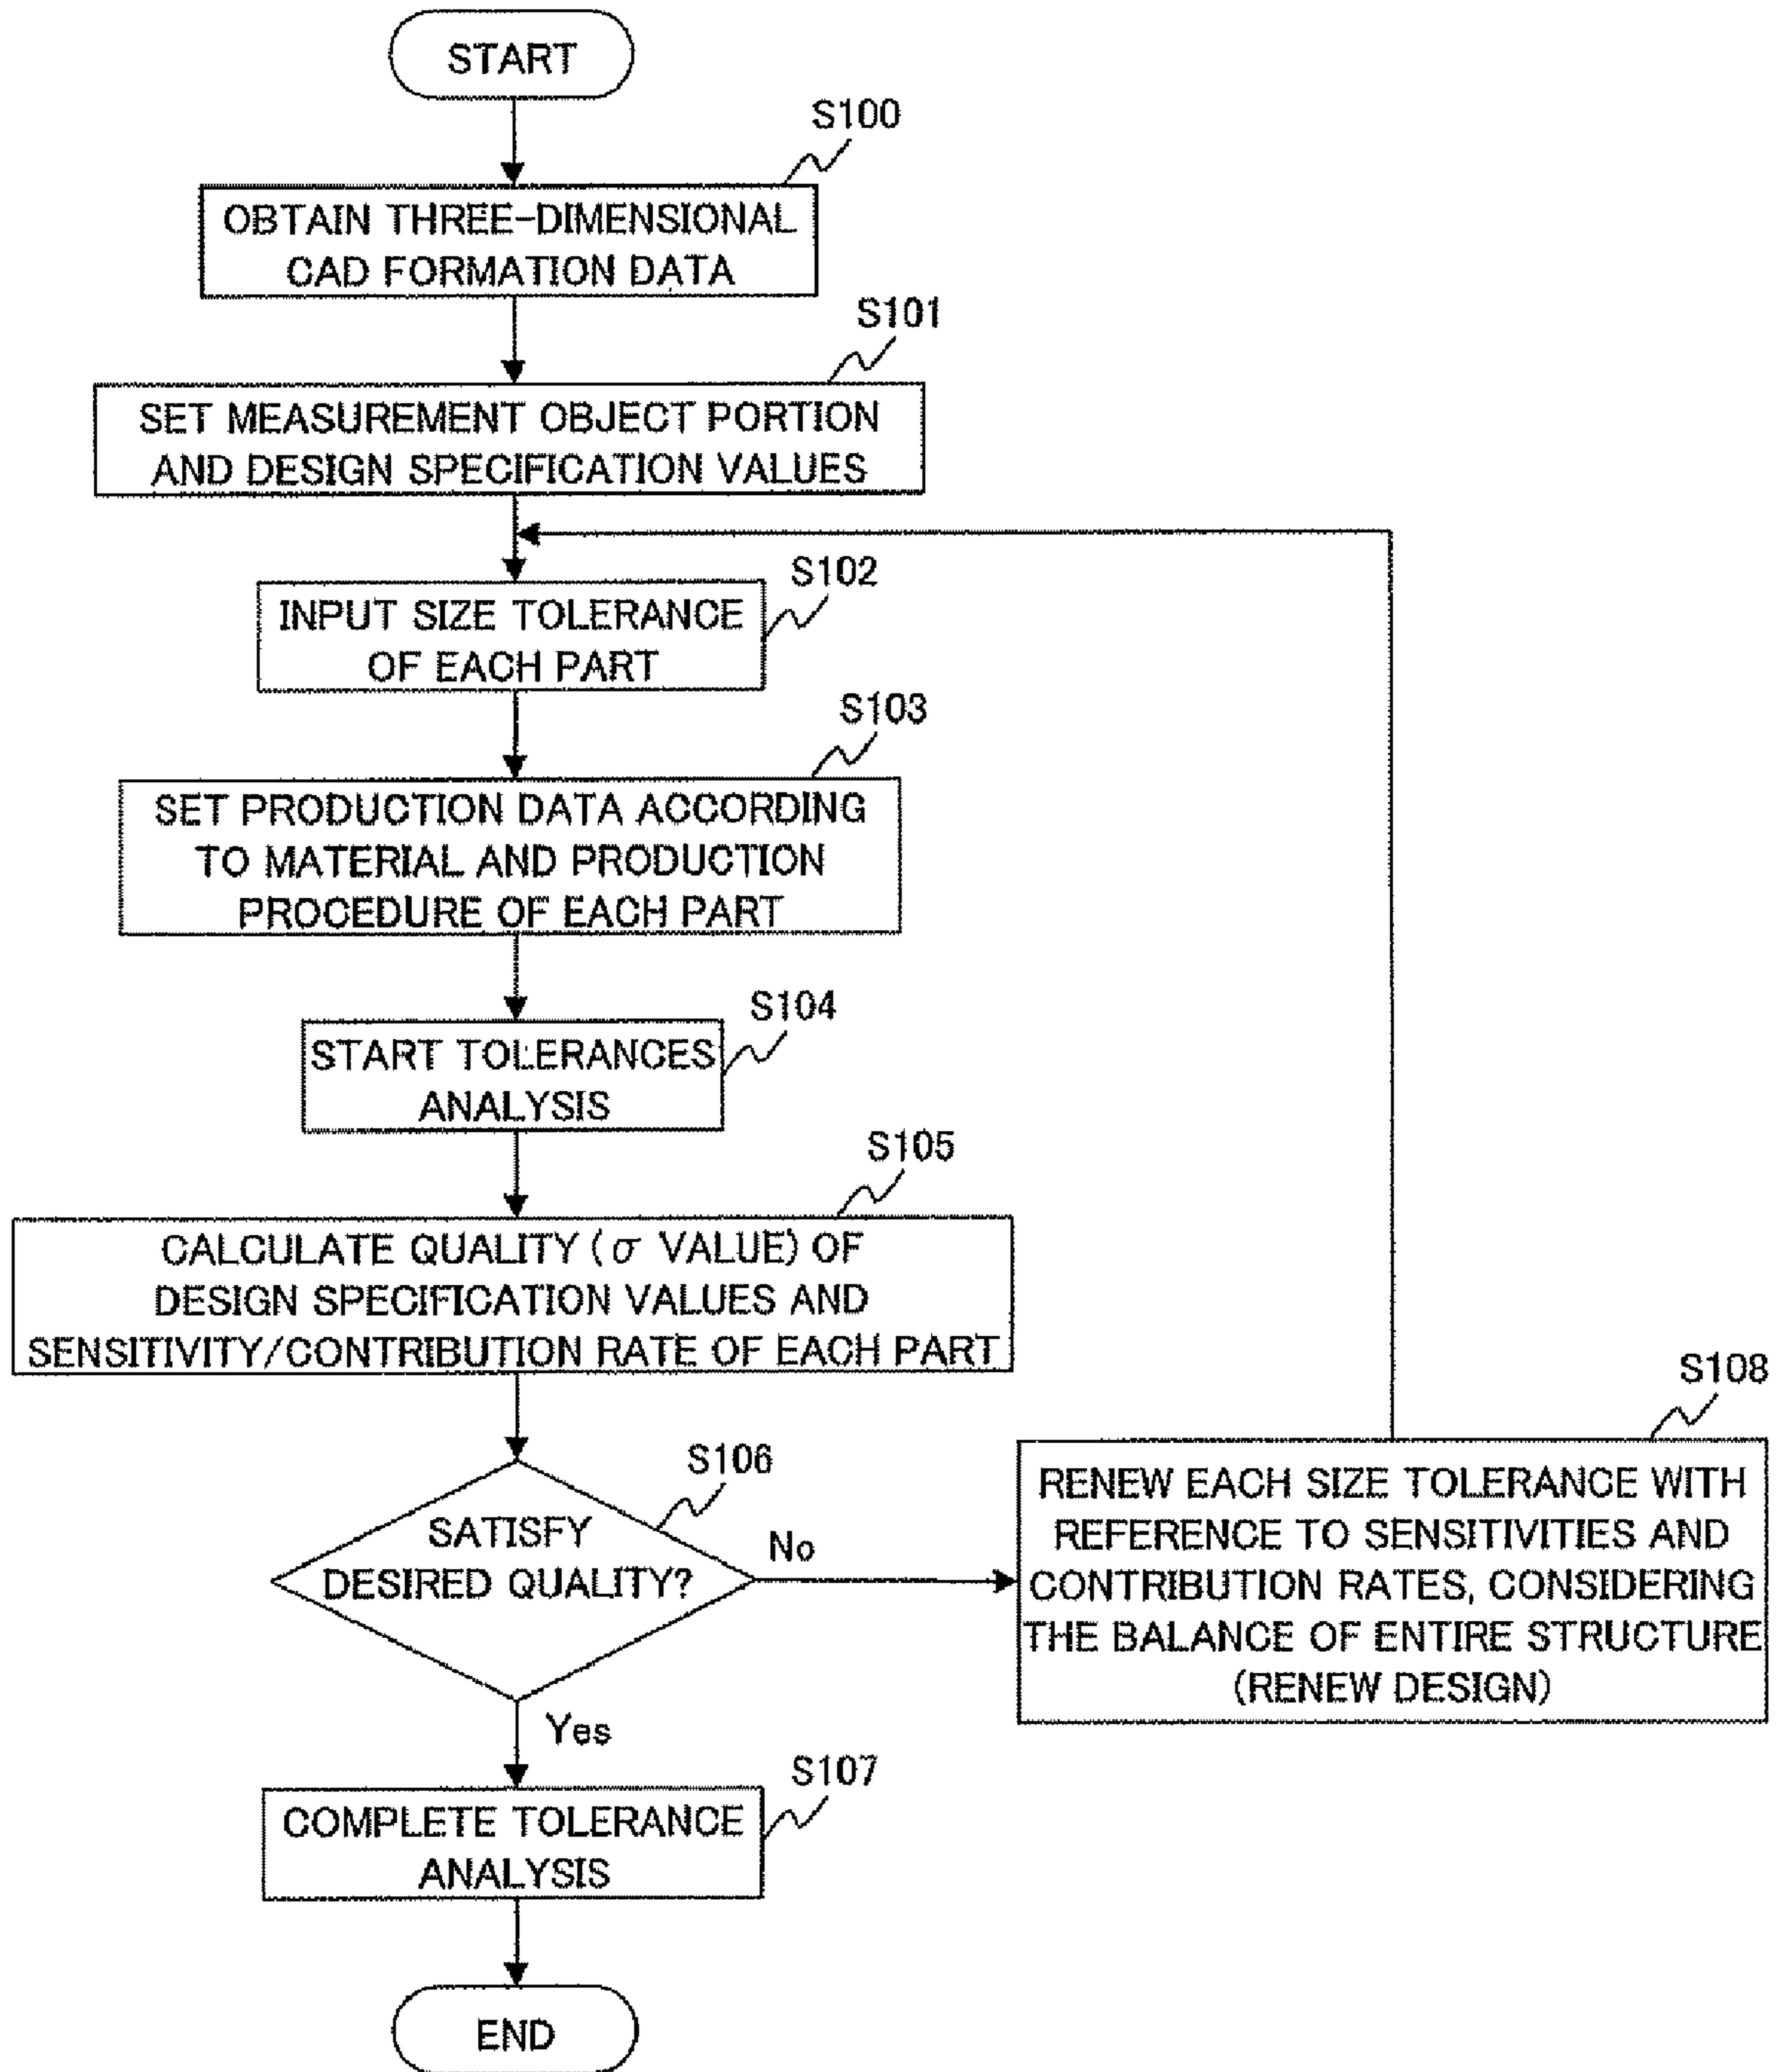 START
S100
OBTAIN THREE-DIMENSIONAL
CAD FORMATION DATA
S101
SET MEASUREMENT OBJECT PORTION
AND DESIGN SPECIFICATION VALUES
S102
INPUT SIZE TOLERANCE
OF EACH PART
S103
SET PRODUCTION DATA ACCORDING
TO MATERIAL AND PRODUCTION
PROCEDURE OF EACH PART
S104
START TOLERANCES
ANALYSIS
S105
CALCULATE QUALITY (σ VALUE) OF
DESIGN SPECIFICATION VALUES AND
SENSITIVITY/CONTRIBUTION RATE OF EACH PART
S106
SATISFY
DESIRED QUALITY?
No
S108
RENEW EACH SIZE TOLERANCE WITH
REFERENCE TO SENSITIVITIES AND
CONTRIBUTION RATES, CONSIDERING
THE BALANCE OF ENTIRE STRUCTURE
(RENEW DESIGN)
Yes
S107
COMPLETE TOLERANCE
ANALYSIS
END